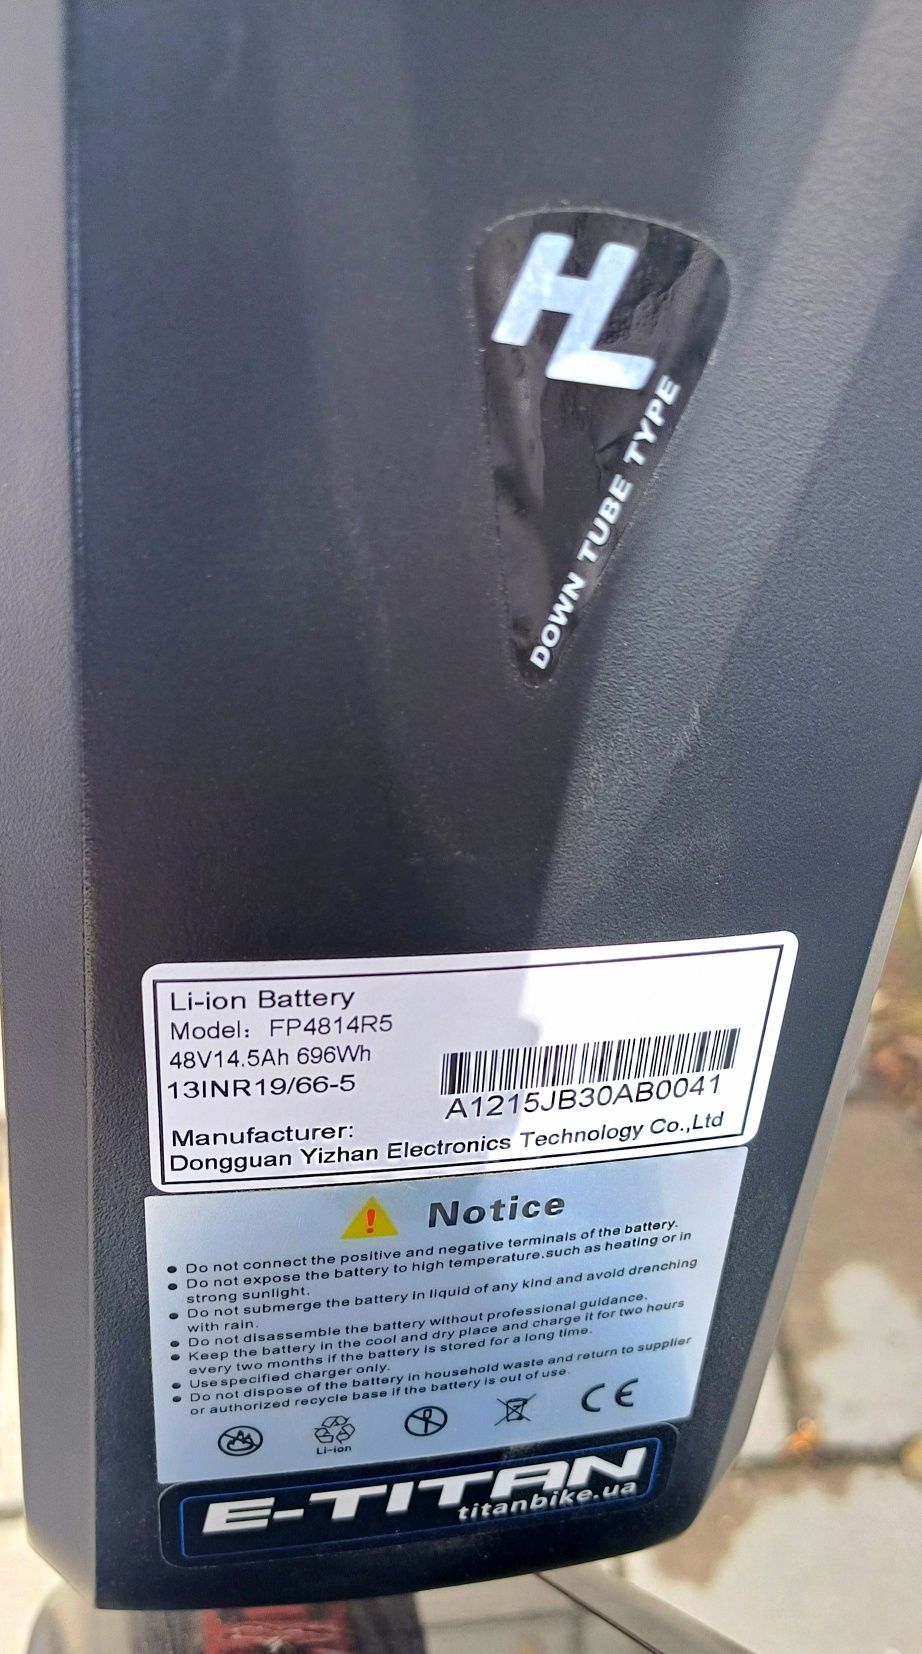 HL
DOWN TUBE TYPE
Li-ion Battery
Model: FP4814R5
48V14.5Ah 696Wh
13INR19/66-5
A1215JB30AB0041
Manufacturer:
Dongguan Yizhan Electronics Technology Co.,Ltd
Notice
● Do not connect the positive and negative terminals of the battery.
● Do not expose the battery to high temperature.such as heating or in
strong sunlight.
● Do not submerge the battery in liquid of any kind and avoid drenching
with rain.
● Do not disassemble the battery without professional guidance.
● Keep the battery in the cool and dry place and charge it for two hours
every two months if the battery is stored for a long time.
● Use specified charger only.
● Do not dispose of the battery in household waste and return to supplier
or authorized recycle base if the battery is out of use.
Li-ion
CE
E-TITAN
titanbike.ua